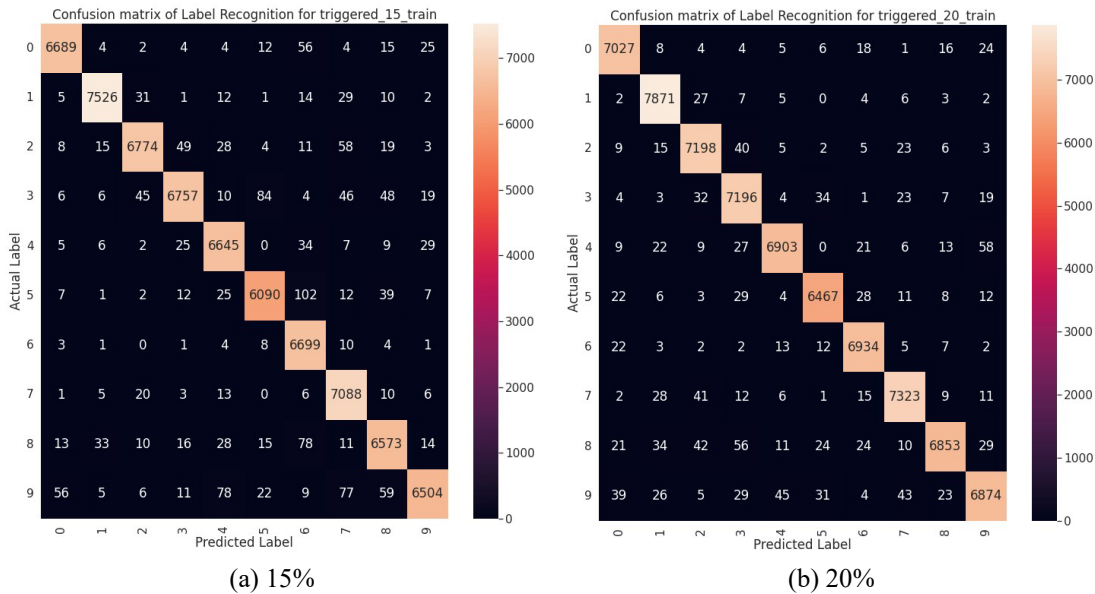 Confusion matrix of Label Recognition for triggered_15_train
Actual Label
0 6689 4 2 4 4 12 56 4 15 25
1 5 7526 31 1 12 1 14 29 10 2
2 8 15 6774 49 28 4 11 58 19 3
3 6 6 45 6757 10 84 4 46 48 19
4 5 6 2 25 6645 0 34 7 9 29
5 7 1 2 12 25 6090 102 12 39 7
6 3 1 0 1 4 8 6699 10 4 1
7 1 5 20 3 13 0 6 7088 10 6
8 13 33 10 16 28 15 78 11 6573 14
9 56 5 6 11 78 22 9 77 59 6504
0 1 2 3 4 5 6 7 8 9
Predicted Label
7000
6000
5000
4000
3000
2000
1000
0
(a) 15%
Confusion matrix of Label Recognition for triggered_20_train
Actual Label
0 7027 8 4 4 5 6 18 1 16 24
1 2 7871 27 7 5 0 4 6 3 2
2 9 15 7198 40 5 2 5 23 6 3
3 4 3 32 7196 4 34 1 23 7 19
4 9 22 9 27 6903 0 21 6 13 58
5 22 6 3 29 4 6467 28 11 8 12
6 22 3 2 2 13 12 6934 5 7 2
7 2 28 41 12 6 1 15 7323 9 11
8 21 34 42 56 11 24 24 10 6853 29
9 39 26 5 29 45 31 4 43 23 6874
0 1 2 3 4 5 6 7 8 9
Predicted Label
7000
6000
5000
4000
3000
2000
1000
0
(b) 20%